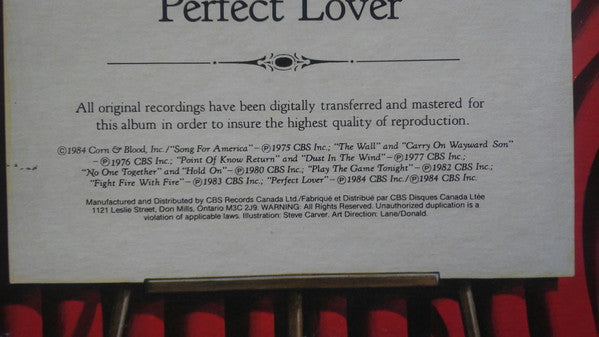 Perfect Lover
All original recordings have been digitally transferred and mastered for
this album in order to insure the highest quality of reproduction.
©1984 Corn & Blood, Inc./"Song For America"–℗1975 CBS Inc.; "The Wall" and "Carry On Wayward Son"
–℗1976 CBS Inc.; "Point Of Know Return" and "Dust In The Wind"–℗1977 CBS Inc.;
"No One Together" and "Hold On"–℗1980 CBS Inc.; "Play The Game Tonight"–℗1982 CBS Inc.;
"Fight Fire With Fire"–℗1983 CBS Inc.; "Perfect Lover"–℗1984 CBS Inc./℗1984 CBS Inc.
Manufactured and Distributed by CBS Records Canada Ltd./Fabriqué et Distribué par CBS Disques Canada Ltée
1121 Leslie Street, Don Mills, Ontario M3C 2J9. WARNING: All Rights Reserved. Unauthorized duplication is a
violation of applicable laws. Illustration: Steve Carver. Art Direction: Lane/Donald.